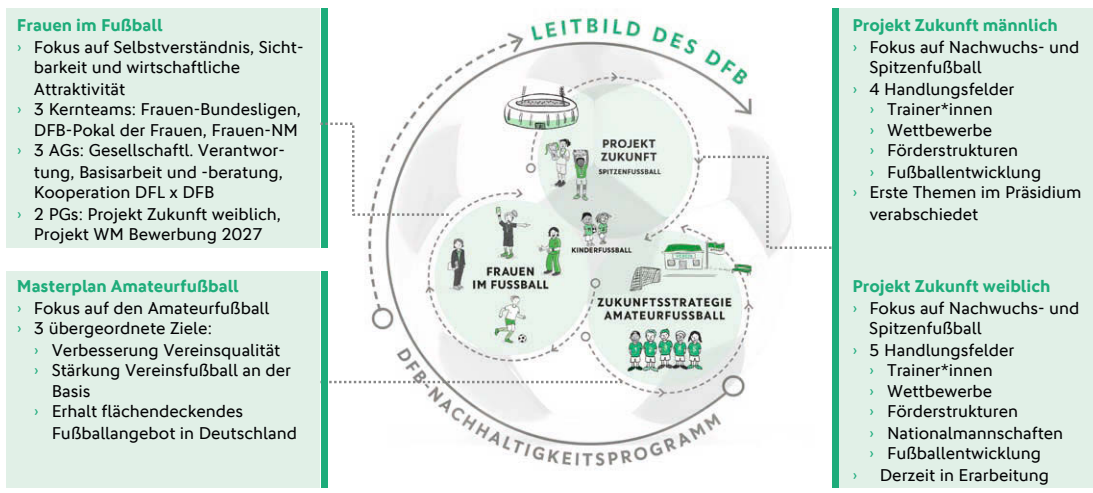 Frauen im Fußball
› Fokus auf Selbstverständnis, Sicht-
barkeit und wirtschaftliche
Attraktivität
› 3 Kernteams: Frauen-Bundesligen,
DFB-Pokal der Frauen, Frauen-NM
› 3 AGs: Gesellschaftl. Verantwor-
tung, Basisarbeit und -beratung,
Kooperation DFL x DFB
› 2 PGs: Projekt Zukunft weiblich,
Projekt WM Bewerbung 2027
Masterplan Amateurfußball
› Fokus auf den Amateurfußball
› 3 übergeordnete Ziele:
› Verbesserung Vereinsqualität
› Stärkung Vereinsfußball an der
Basis
› Erhalt flächendeckendes
Fußballangebot in Deutschland
LEITBILD DES DFB
PROJEKT
ZUKUNFT
SPITZENFUSSBALL
KINDERFUSSBALL
FRAUEN
IM FUSSBALL
ZUKUNFTSSTRATEGIE
AMATEURFUSSBALL
DFB-NACHHALTIGKEITSPROGRAMM
Projekt Zukunft männlich
› Fokus auf Nachwuchs- und
Spitzenfußball
› 4 Handlungsfelder
› Trainer*innen
› Wettbewerbe
› Förderstrukturen
› Fußballentwicklung
› Erste Themen im Präsidium
verabschiedet
Projekt Zukunft weiblich
› Fokus auf Nachwuchs- und
Spitzenfußball
› 5 Handlungsfelder
› Trainer*innen
› Wettbewerbe
› Förderstrukturen
› Nationalmannschaften
› Fußballentwicklung
› Derzeit in Erarbeitung